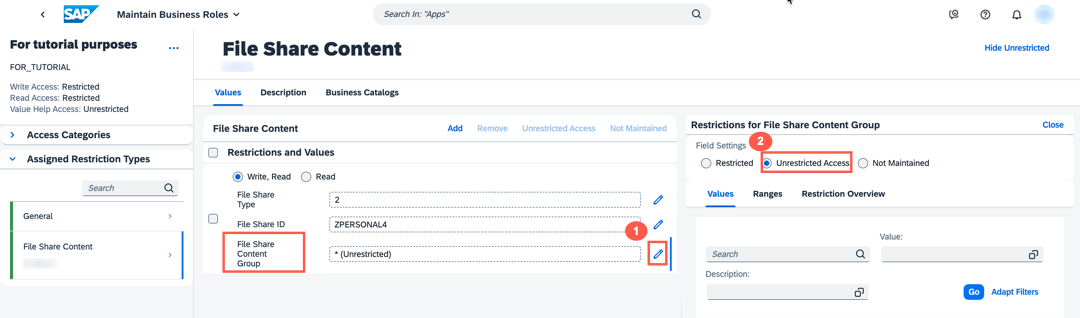 SAP
Maintain Business Roles
Search In: "Apps"
For tutorial purposes
...
FOR_TUTORIAL
Write Access: Restricted
Read Access: Restricted
Value Help Access: Unrestricted
Access Categories
Assigned Restriction Types
Search
General
File Share Content
File Share Content
Hide Unrestricted
Values
Description
Business Catalogs
File Share Content
Add
Remove
Unrestricted Access
Not Maintained
Restrictions and Values
Write, Read
Read
File Share
Type
2
File Share ID
ZPERSONAL4
1
File Share
Content
Group
* (Unrestricted)
Restrictions for File Share Content Group
Close
Field Settings
2
Restricted
Unrestricted Access
Not Maintained
Values
Ranges
Restriction Overview
Value:
Search
Description:
Go
Adapt Filters